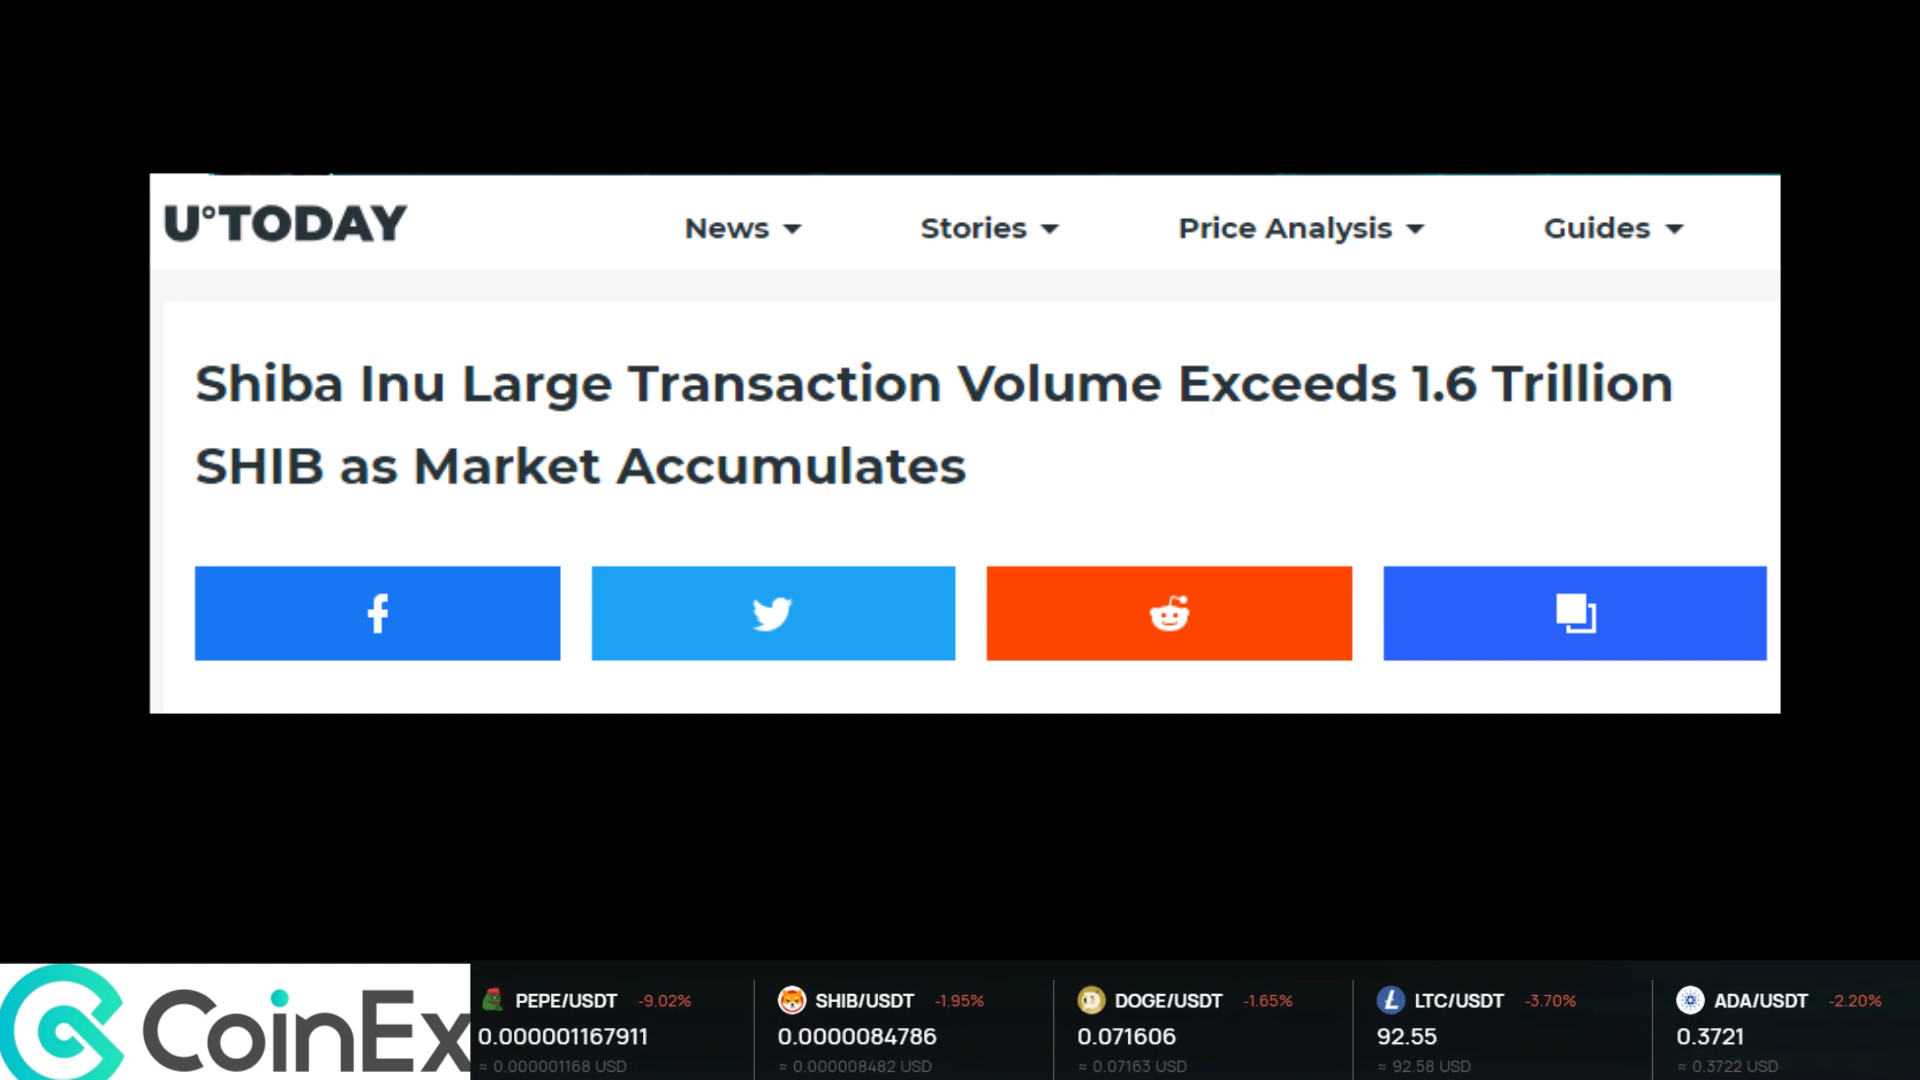 U°TODAY
News
Stories
Price Analysis
Guides
Shiba Inu Large Transaction Volume Exceeds 1.6 Trillion
SHIB as Market Accumulates
CoinEx
PEPE/USDT -9.02%
0.000001167911
≈ 0.000001168 USD
SHIB/USDT -1.95%
0.0000084786
≈ 0.000008482 USD
DOGE/USDT -1.65%
0.071606
≈ 0.07163 USD
LTC/USDT -3.70%
92.55
≈ 92.58 USD
ADA/USDT -2.20%
0.3721
≈ 0.3722 USD